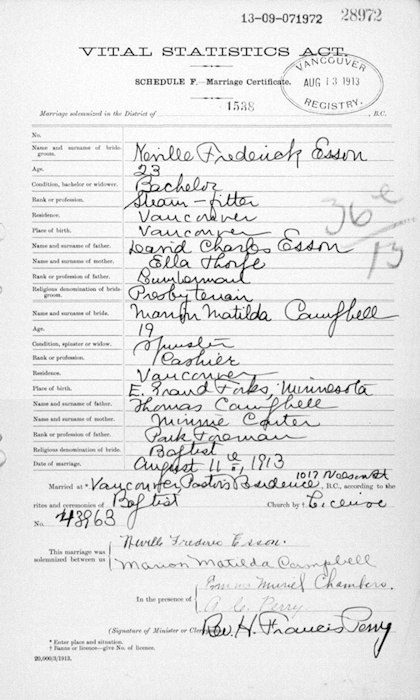 13-09-071972 28972
VITAL STATISTICS ACT.
SCHEDULE F.—Marriage Certificate.
VANCOUVER
AUG 13 1913
REGISTRY.
1538
Marriage solemnized in the District of , B.C.
No.
Name and surname of bridegroom. Neville Frederick Esson
Age. 23
Condition, bachelor or widower. Bachelor
Rank or profession. Steam-fitter
Residence. Vancouver
Place of birth. Vancouver
Name and surname of father. David Charles Esson
Name and surname of mother. Ella Thorpe
Rank or profession of father. Lumberman
Religious denomination of bridegroom. Presbyterian
Name and surname of bride. Marion Matilda Campbell
Age. 19
Condition, spinster or widow. Spinster
Rank or profession. Cashier
Residence. Vancouver
Place of birth. E. Grand Forks, Minnesota
Name and surname of father. Thomas Campbell
Name and surname of mother. Minnie Carter
Rank or profession of father. Park Foreman
Religious denomination of bride. Baptist
Date of marriage. August 11, 1913
36
13
Married at * Vancouver Pastor's Residence, 1017 Nelson St, B.C., according to the
rites and ceremonies of Baptist Church by † License
No. 43963
This marriage was solemnized between us
Neville Frederic Esson.
Marion Matilda Campbell
In the presence of
Muriel Chambers.
A. C. Perry
(Signature of Minister or Clergyman) Rev. H. Francis Perry
* Enter place and situation.
† Banns or licence—give No. of licence.
20,000/3/1913.